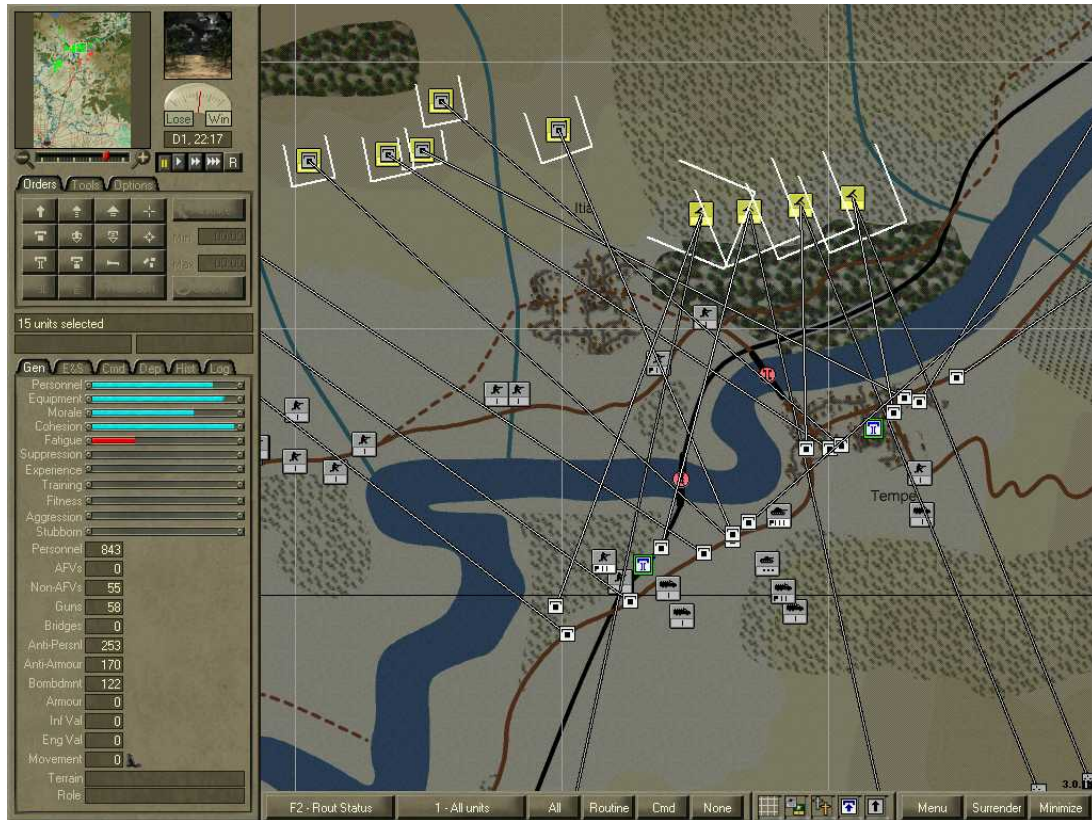 Lose Win
D1, 22:17
R
Orders Tools Options
Min
Max
15 units selected
Gen E&S Cmd Dep Hist Log
Personnel
Equipment
Morale
Cohesion
Fatigue
Suppression
Experience
Training
Fitness
Aggression
Stubborn
Personnel 843
AFVs 0
Non-AFVs 55
Guns 58
Bridges 0
Anti-Persnl 253
Anti-Armour 170
Bombdmnt 122
Armour 0
Inf Val 0
Eng Val 0
Movement 0
Terrain
Role
Itia
Tempe
F2 - Rout Status
1 - All units
All
Routine
Cmd
None
Menu
Surrender
Minimize